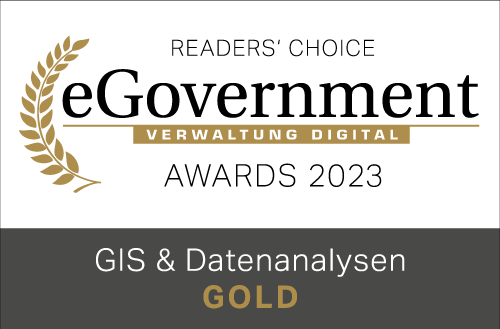 READERS’ CHOICE
eGovernment
VERWALTUNG DIGITAL
AWARDS 2023
GIS & Datenanalysen
GOLD